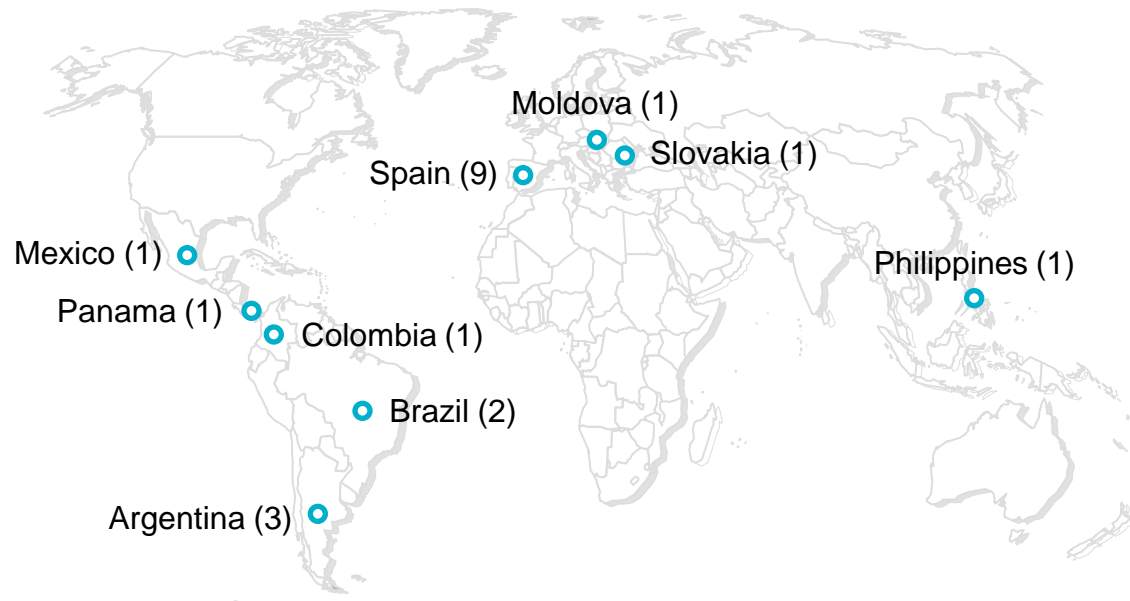 Moldova (1)
Slovakia (1)
Spain (9)
Mexico (1)
Philippines (1)
Panama (1)
Colombia (1)
Brazil (2)
Argentina (3)